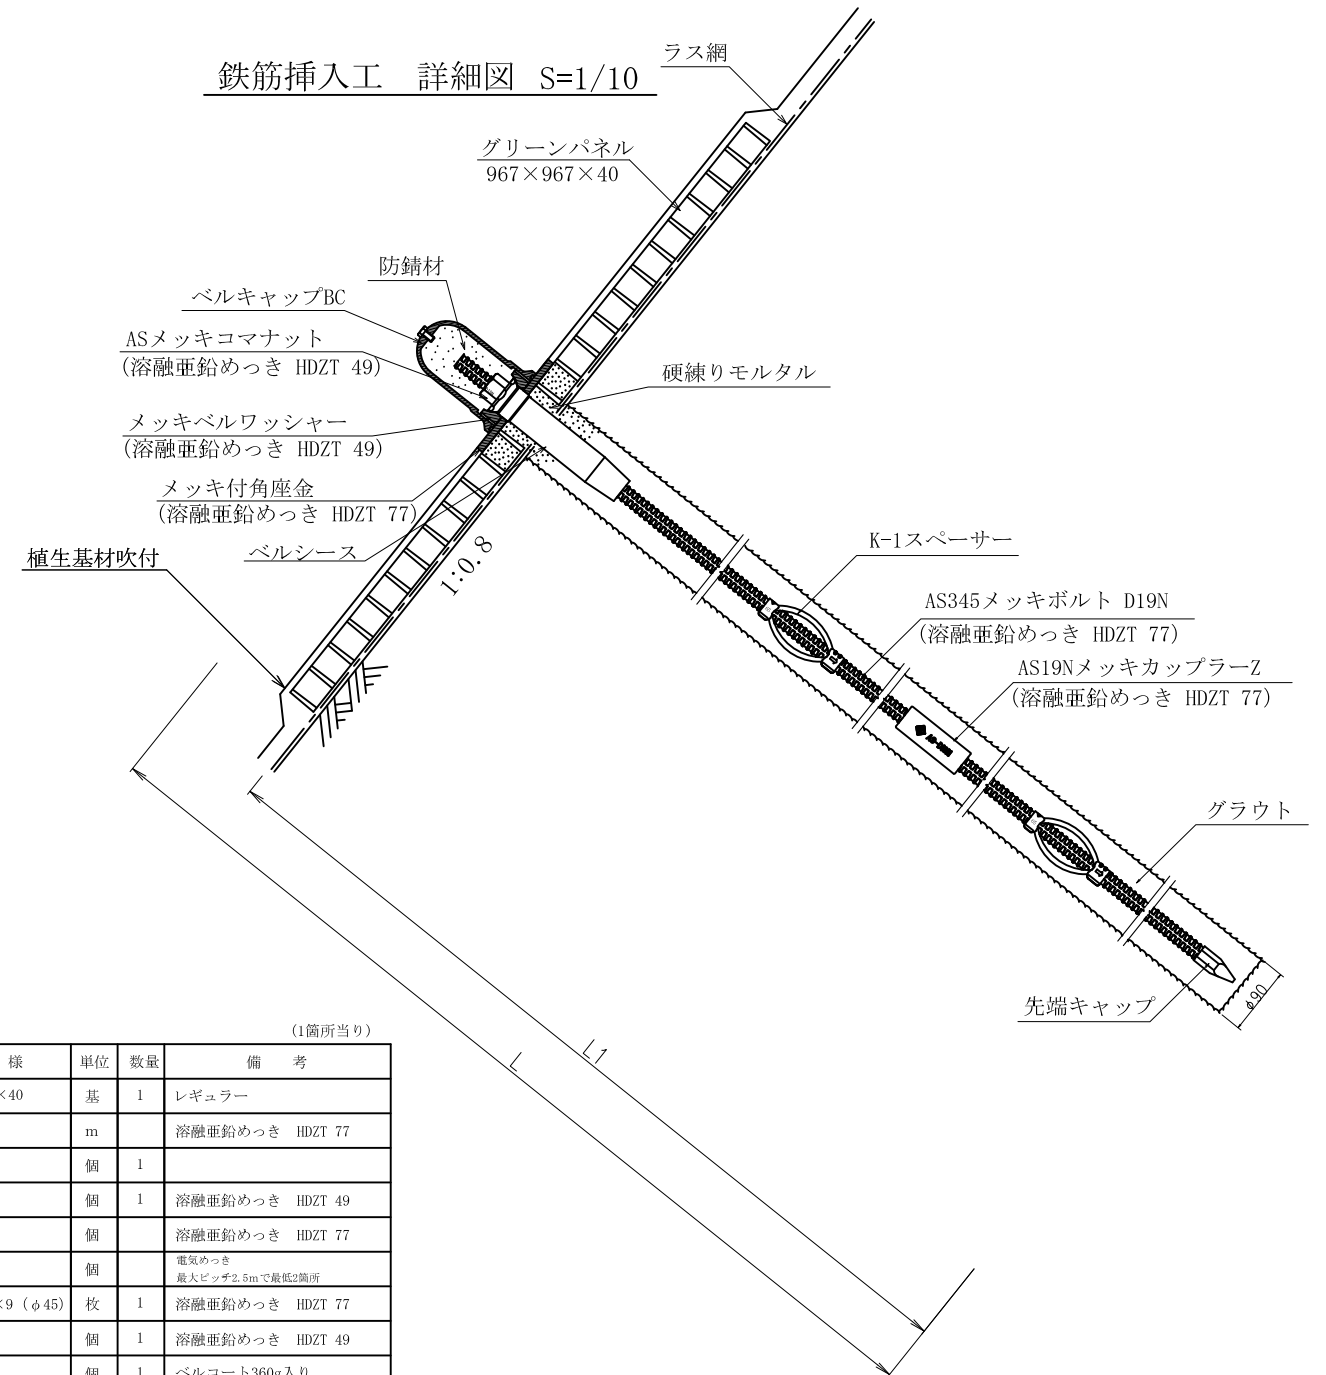 鉄筋挿入工　詳細図　S=1/10
ラス網
グリーンパネル
967×967×40
防錆材
ベルキャップBC
ASメッキコマナット
(溶融亜鉛めっき HDZT 49)
硬練りモルタル
メッキベルワッシャー
(溶融亜鉛めっき HDZT 49)
メッキ付角座金
(溶融亜鉛めっき HDZT 77)
ベルシース
植生基材吹付
1:0.8
K-1スペーサー
AS345メッキボルト D19N
(溶融亜鉛めっき HDZT 77)
AS19NメッキカップラーZ
(溶融亜鉛めっき HDZT 77)
グラウト
先端キャップ
φ90
L1
L
(1箇所当り)
様 単位 数量 備　考
×40 基 1 レギュラー
m 溶融亜鉛めっき HDZT 77
個 1
個 1 溶融亜鉛めっき HDZT 49
個 溶融亜鉛めっき HDZT 77
個 電気めっき
最大ピッチ2.5mで最低2箇所
×9（φ45) 枚 1 溶融亜鉛めっき HDZT 77
個 1 溶融亜鉛めっき HDZT 49
個 1 ベルコート360g入り